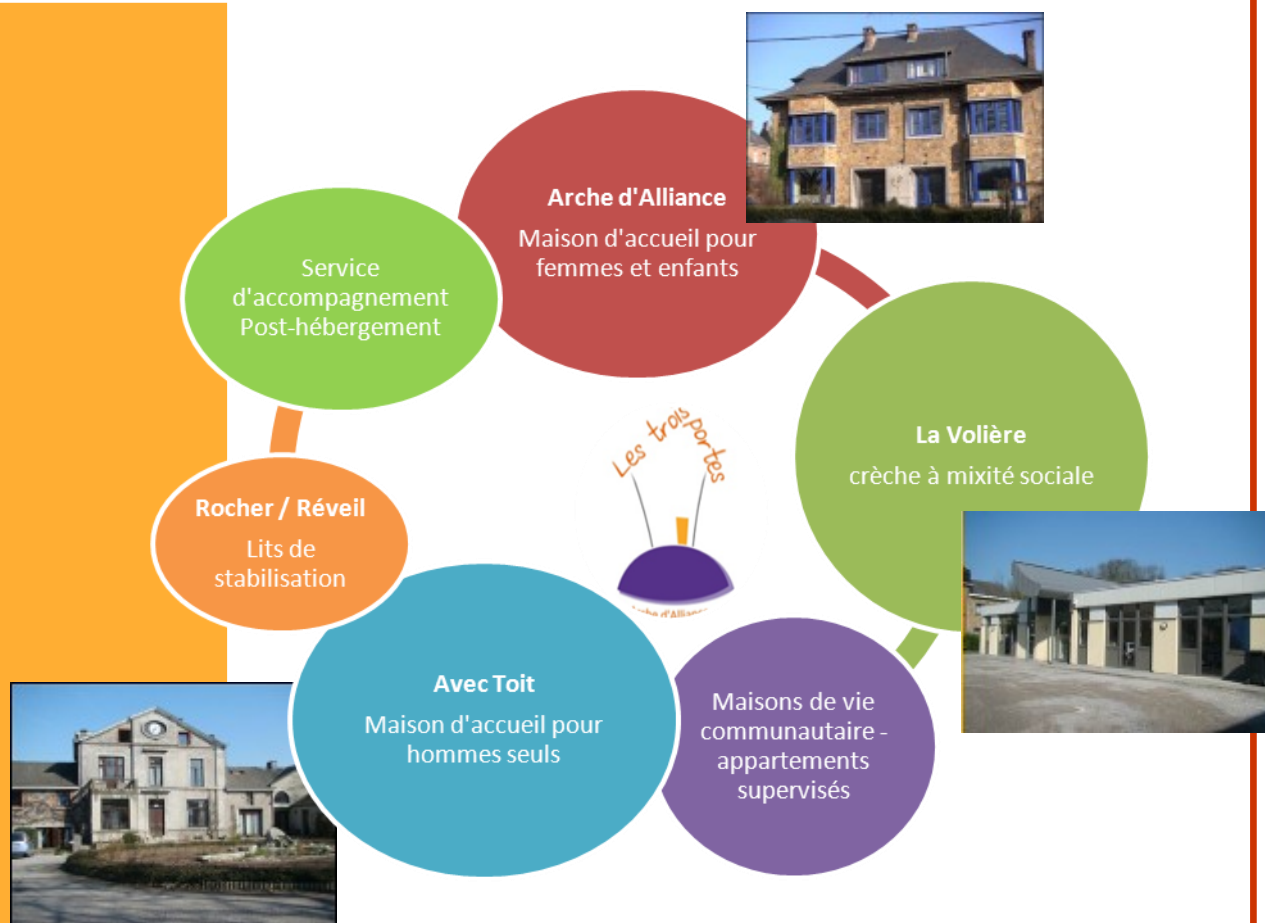 Arche d'Alliance
Maison d'accueil pour
femmes et enfants
Service
d'accompagnement
Post-hébergement
La Volière
crèche à mixité sociale
Les trois portes
d'Alliance
Rocher / Réveil
Lits de
stabilisation
Avec Toit
Maison d'accueil pour
hommes seuls
Maisons de vie
communautaire -
appartements
supervisés